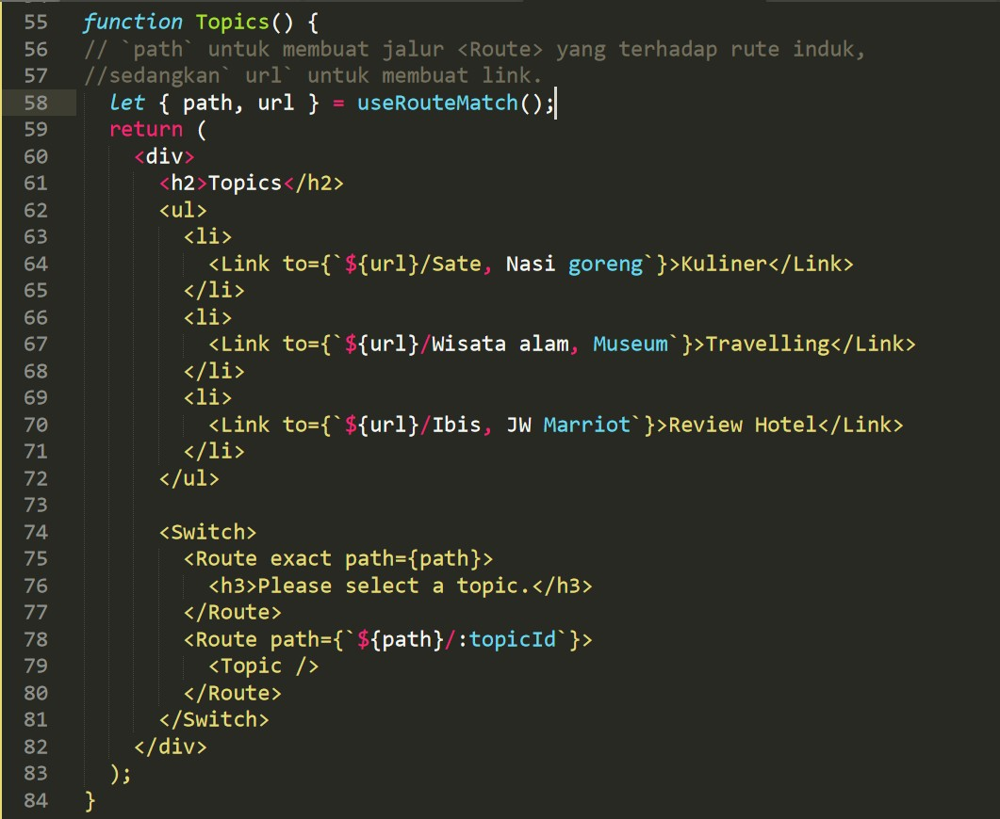 55 function Topics() {
56 // `path` untuk membuat jalur <Route> yang terhadap rute induk,
57 //sedangkan` url` untuk membuat link.
58   let { path, url } = useRouteMatch();
59   return (
60     <div>
61       <h2>Topics</h2>
62       <ul>
63         <li>
64           <Link to={`${url}/Sate, Nasi goreng`}>Kuliner</Link>
65         </li>
66         <li>
67           <Link to={`${url}/Wisata alam, Museum`}>Travelling</Link>
68         </li>
69         <li>
70           <Link to={`${url}/Ibis, JW Marriot`}>Review Hotel</Link>
71         </li>
72       </ul>
73
74       <Switch>
75         <Route exact path={path}>
76           <h3>Please select a topic.</h3>
77         </Route>
78         <Route path={`${path}/:topicId`}>
79           <Topic />
80         </Route>
81       </Switch>
82     </div>
83   );
84 }